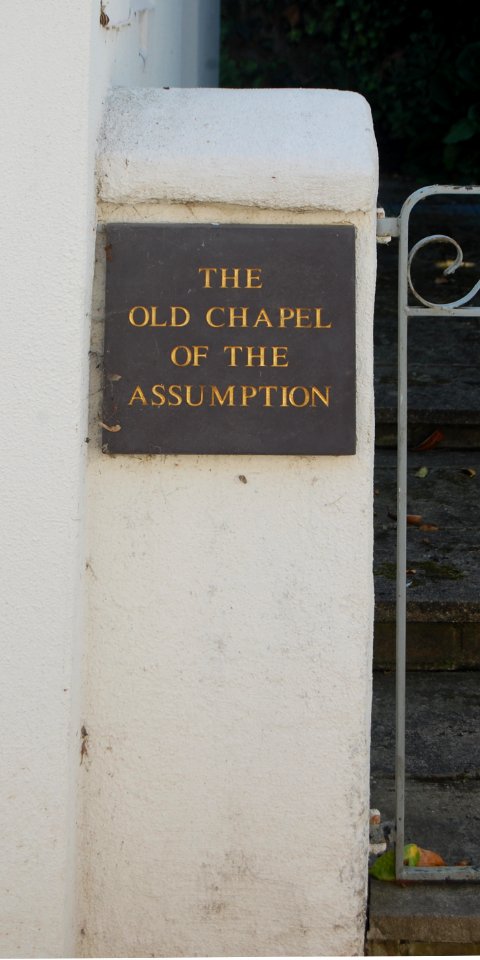 THE
OLD CHAPEL
OF THE
ASSUMPTION